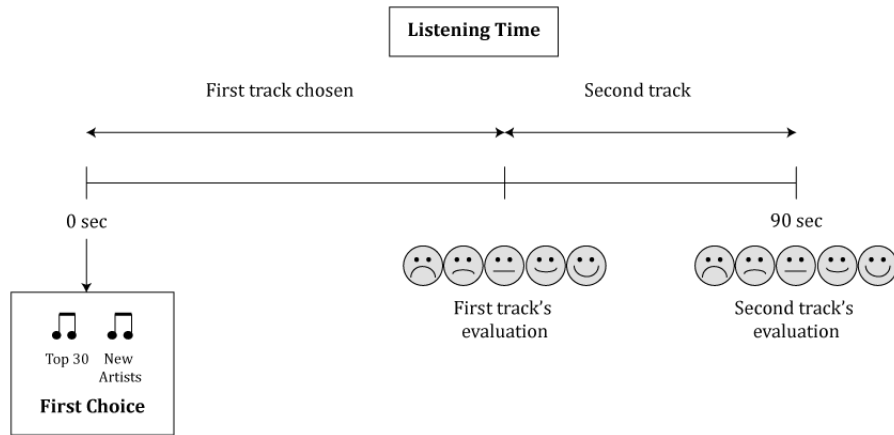 Listening Time
First track chosen
Second track
0 sec
90 sec
First track's
evaluation
Second track's
evaluation
Top 30
New
Artists
First Choice